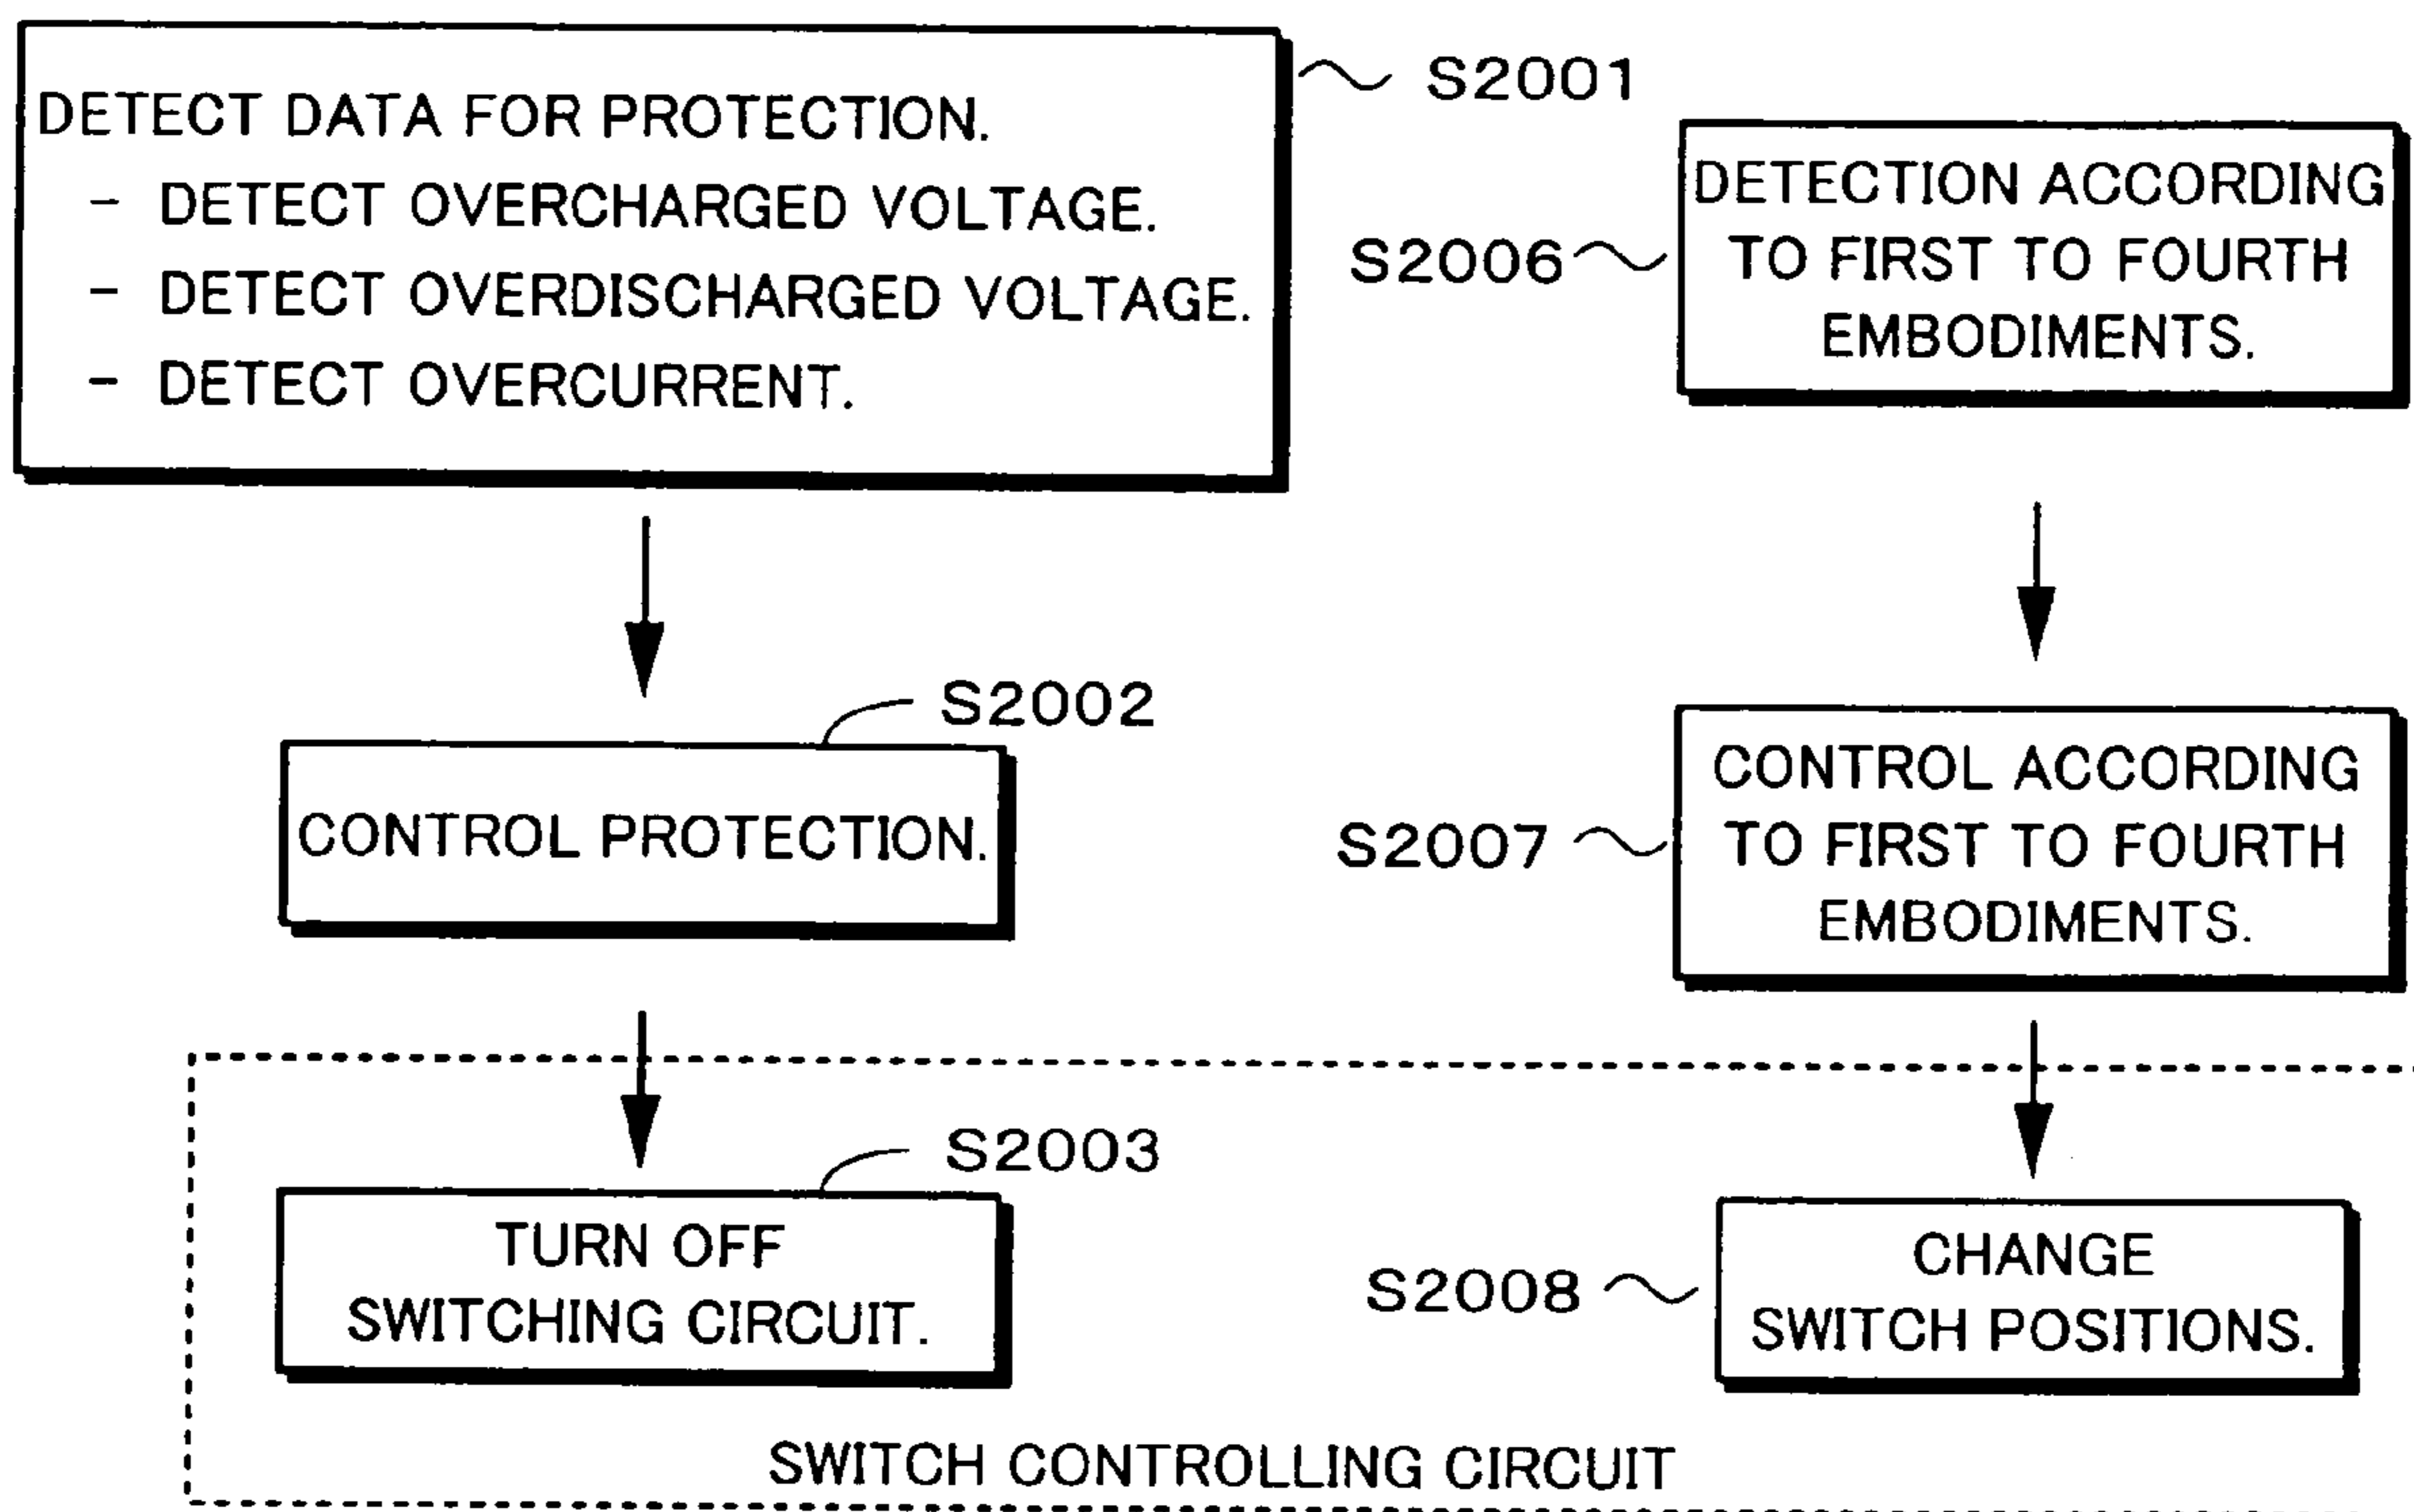 DETECT DATA FOR PROTECTION.
- DETECT OVERCHARGED VOLTAGE.
- DETECT OVERDISCHARGED VOLTAGE.
- DETECT OVERCURRENT.
S2001
DETECTION ACCORDING
TO FIRST TO FOURTH
EMBODIMENTS.
S2006
S2002
CONTROL PROTECTION.
CONTROL ACCORDING
TO FIRST TO FOURTH
EMBODIMENTS.
S2007
S2003
TURN OFF
SWITCHING CIRCUIT.
S2008
CHANGE
SWITCH POSITIONS.
SWITCH CONTROLLING CIRCUIT